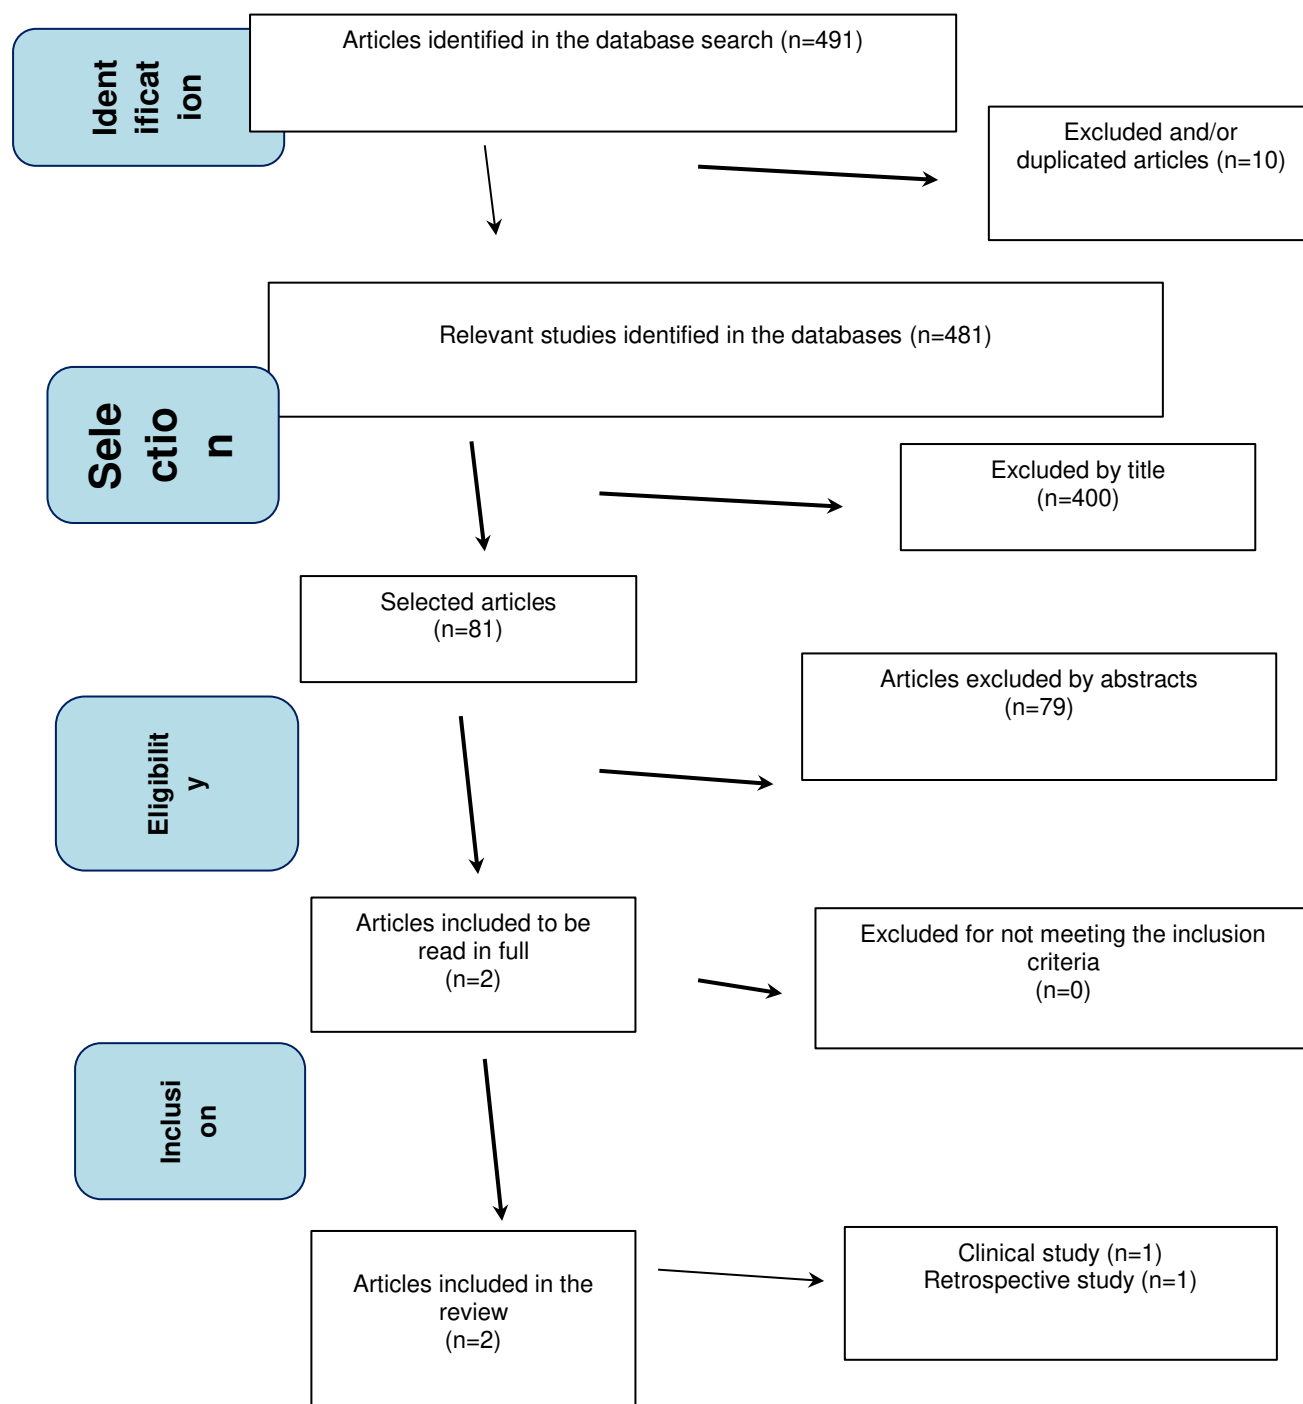 Ident
ificat
ion
Articles identified in the database search (n=491)
Excluded and/or
duplicated articles (n=10)
Relevant studies identified in the databases (n=481)
Sele
ctio
n
Excluded by title
(n=400)
Selected articles
(n=81)
Articles excluded by abstracts
(n=79)
Eligibilit
y
Articles included to be
read in full
(n=2)
Excluded for not meeting the inclusion
criteria
(n=0)
Inclusi
on
Articles included in the
review
(n=2)
Clinical study (n=1)
Retrospective study (n=1)